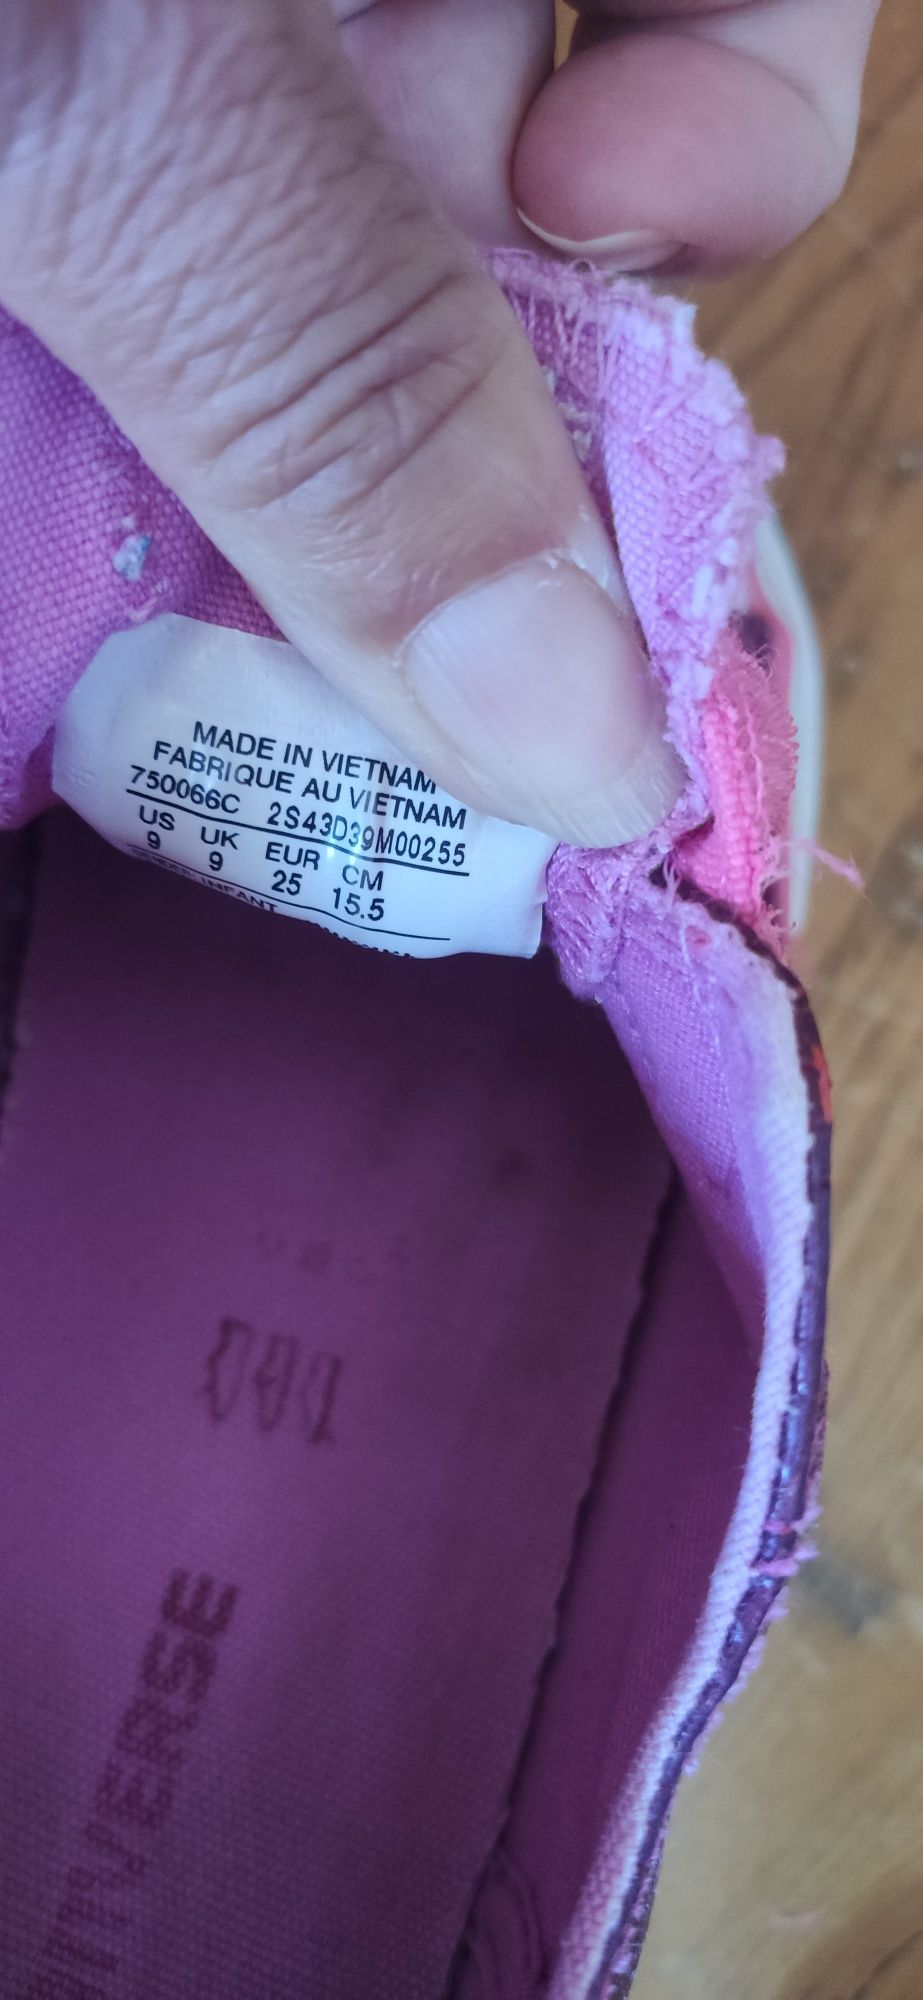 MADE IN VIETNAM
FABRIQUE AU VIETNAM
750066C 2S43D39M00255
US UK EUR CM
9 9 25 15.5
INFANT